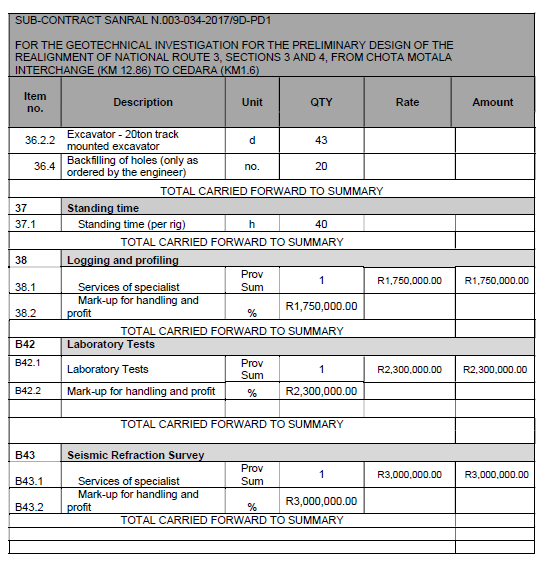 SUB-CONTRACT SANRAL N.003-034-2017/9D-PD1
FOR THE GEOTECHNICAL INVESTIGATION FOR THE PRELIMINARY DESIGN OF THE
REALIGNMENT OF NATIONAL ROUTE 3, SECTIONS 3 AND 4, FROM CHOTA MOTALA
INTERCHANGE (KM 12.86) TO CEDARA (KM1.6)
Item no. Description Unit QTY Rate Amount
36.2.2 Excavator - 20ton track mounted excavator d 43
36.4 Backfilling of holes (only as ordered by the engineer) no. 20
TOTAL CARRIED FORWARD TO SUMMARY
37 Standing time
37.1 Standing time (per rig) h 40
TOTAL CARRIED FORWARD TO SUMMARY
38 Logging and profiling
38.1 Services of specialist Prov Sum 1 R1,750,000.00 R1,750,000.00
38.2 Mark-up for handling and profit % R1,750,000.00
TOTAL CARRIED FORWARD TO SUMMARY
B42 Laboratory Tests
B42.1 Laboratory Tests Prov Sum 1 R2,300,000.00 R2,300,000.00
B42.2 Mark-up for handling and profit % R2,300,000.00
TOTAL CARRIED FORWARD TO SUMMARY
B43 Seismic Refraction Survey
B43.1 Services of specialist Prov Sum 1 R3,000,000.00 R3,000,000.00
B43.2 Mark-up for handling and profit % R3,000,000.00
TOTAL CARRIED FORWARD TO SUMMARY